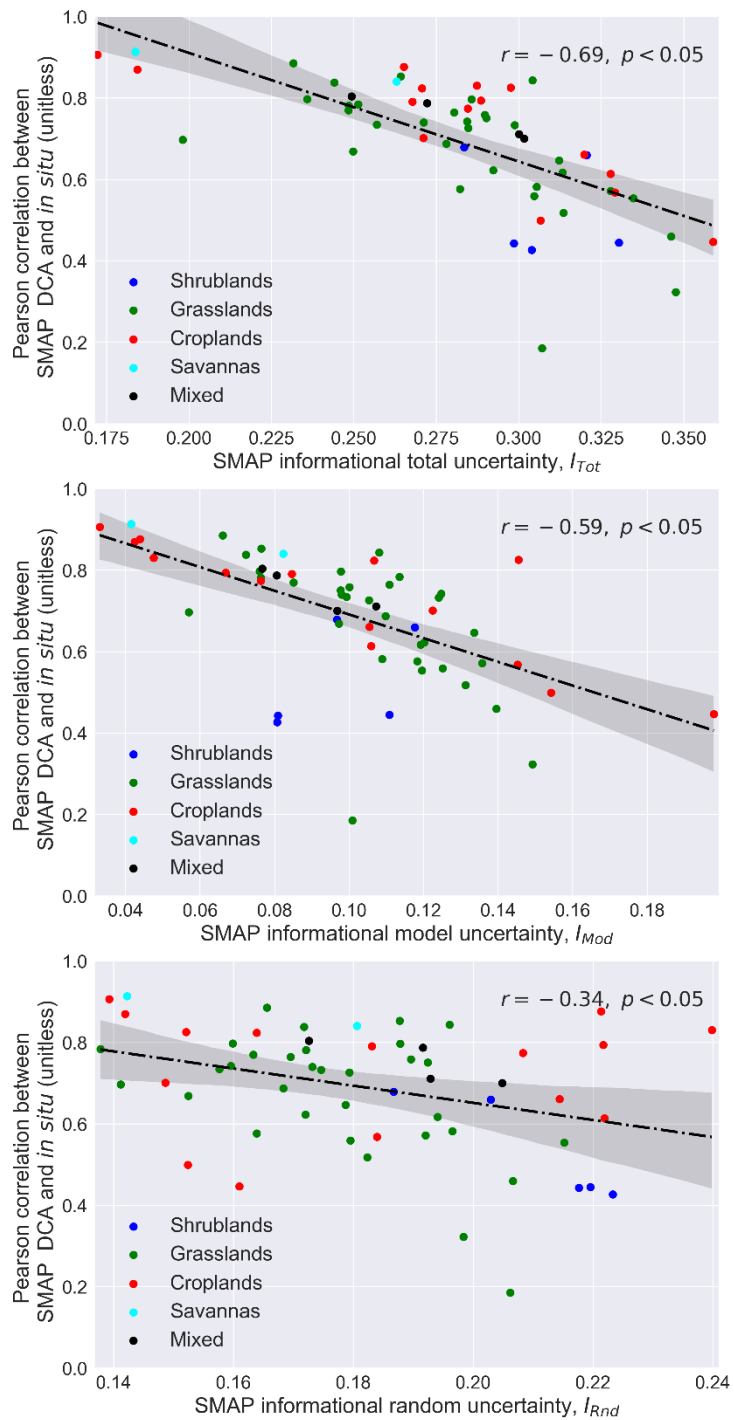 1.0
0.8
0.6
0.4
0.2
0.0
Pearson correlation between
SMAP DCA and in situ (unitless)
r = −0.69, p < 0.05
Shrublands
Grasslands
Croplands
Savannas
Mixed
0.175 0.200 0.225 0.250 0.275 0.300 0.325 0.350
SMAP informational total uncertainty, I_Tot
1.0
0.8
0.6
0.4
0.2
0.0
Pearson correlation between
SMAP DCA and in situ (unitless)
r = −0.59, p < 0.05
Shrublands
Grasslands
Croplands
Savannas
Mixed
0.04 0.06 0.08 0.10 0.12 0.14 0.16 0.18
SMAP informational model uncertainty, I_Mod
1.0
0.8
0.6
0.4
0.2
0.0
Pearson correlation between
SMAP DCA and in situ (unitless)
r = −0.34, p < 0.05
Shrublands
Grasslands
Croplands
Savannas
Mixed
0.14 0.16 0.18 0.20 0.22 0.24
SMAP informational random uncertainty, I_Rnd